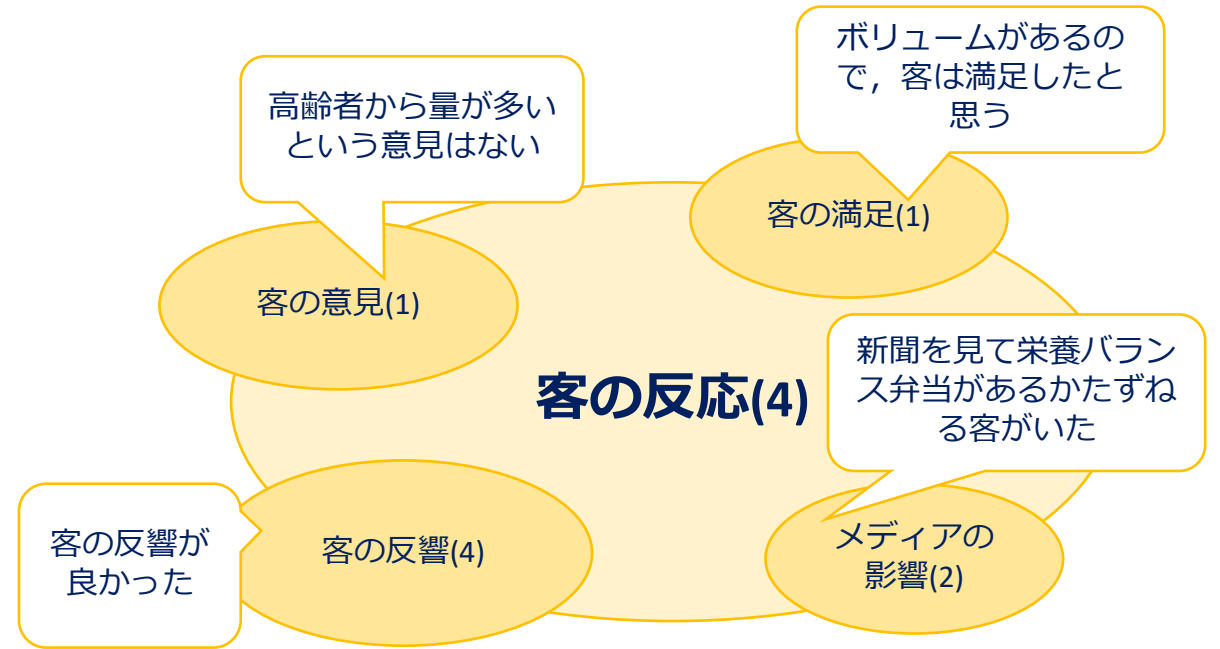 ボリュームがあるの
で，客は満足したと
思う
高齢者から量が多い
という意見はない
客の満足(1)
客の意見(1)
新聞を見て栄養バラン
ス弁当があるかたずね
る客がいた
客の反応(4)
客の反響が
良かった
客の反響(4)
メディアの
影響(2)